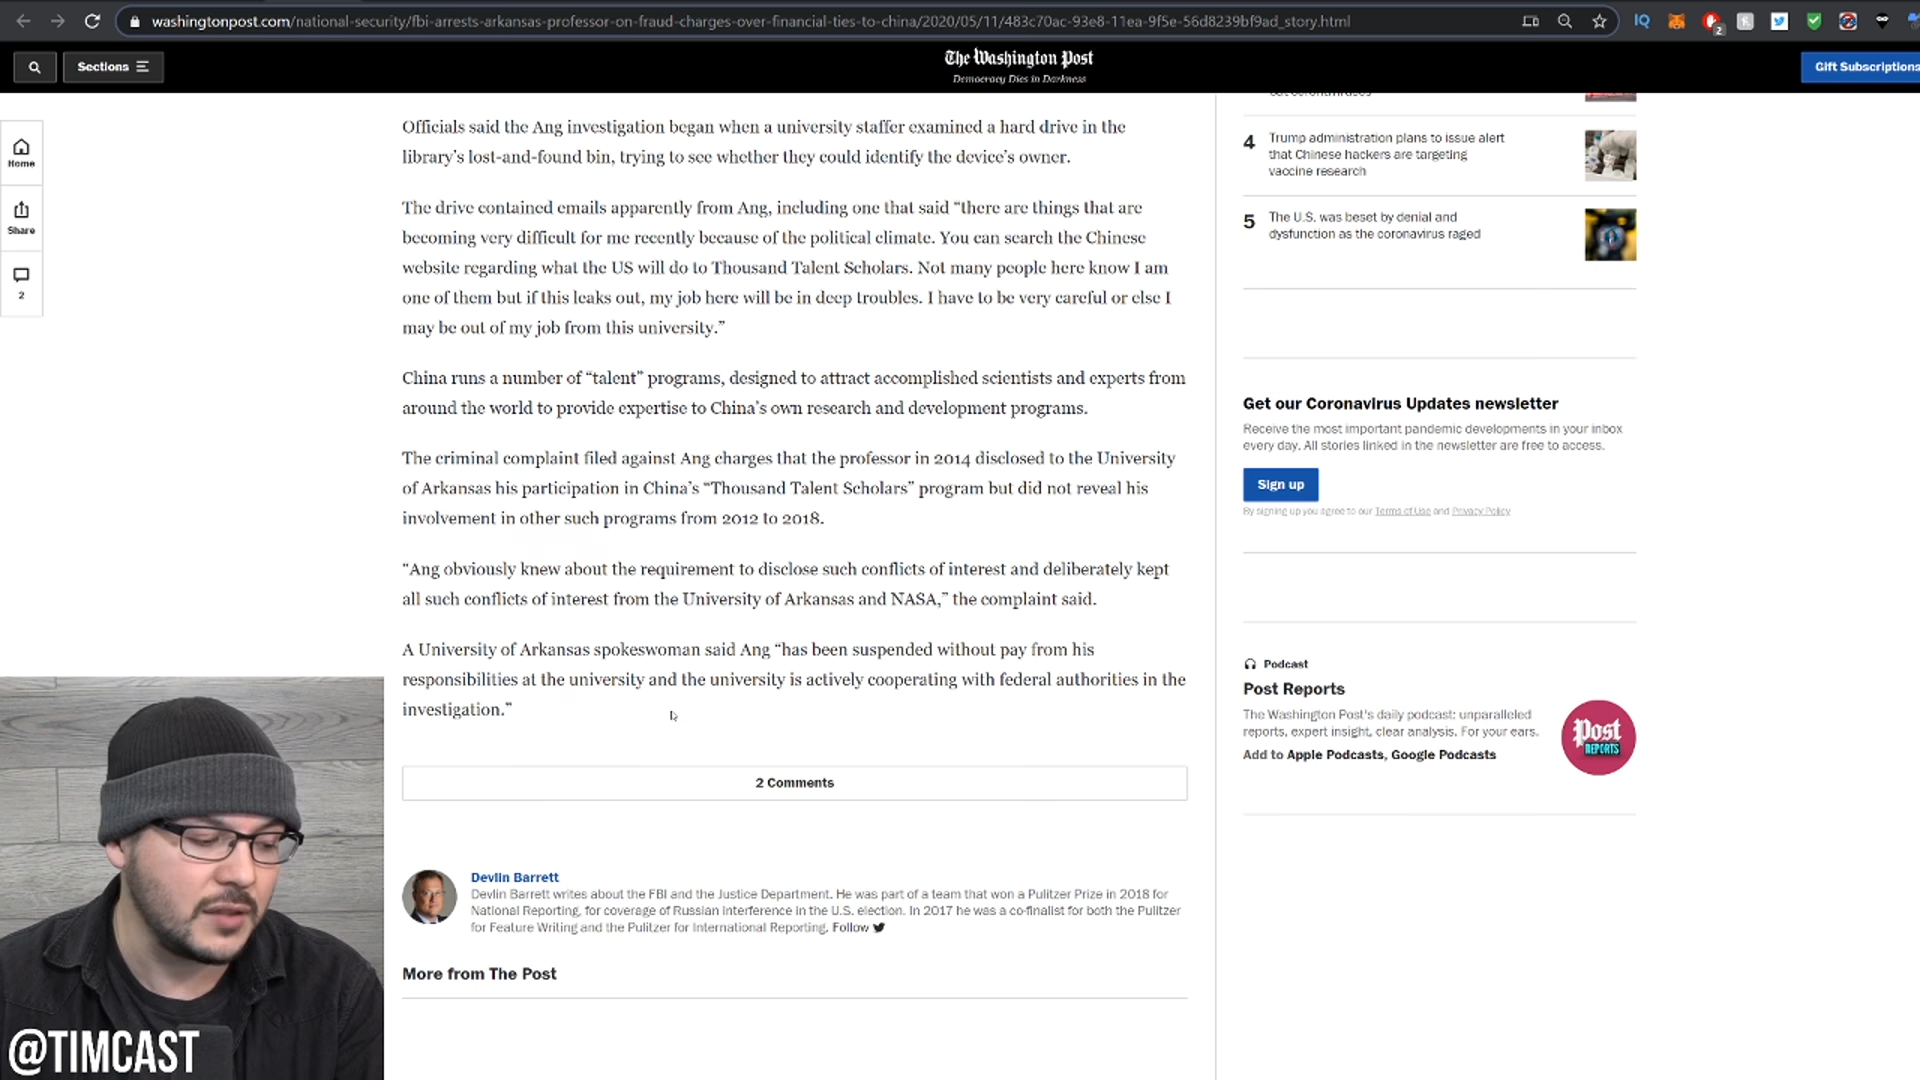 washingtonpost.com/national-security/fbi-arrests-arkansas-professor-on-fraud-charges-over-financial-ties-to-china/2020/05/11/483c70ac-93e8-11ea-9f5e-56d8239bf9ad_story.html
IQ
2
Sections
The Washington Post
Democracy Dies in Darkness
Gift Subscriptions
Home
Share
2
Officials said the Ang investigation began when a university staffer examined a hard drive in the
library's lost-and-found bin, trying to see whether they could identify the device's owner.
The drive contained emails apparently from Ang, including one that said “there are things that are
becoming very difficult for me recently because of the political climate. You can search the Chinese
website regarding what the US will do to Thousand Talent Scholars. Not many people here know I am
one of them but if this leaks out, my job here will be in deep troubles. I have to be very careful or else I
may be out of my job from this university.”
China runs a number of “talent” programs, designed to attract accomplished scientists and experts from
around the world to provide expertise to China's own research and development programs.
The criminal complaint filed against Ang charges that the professor in 2014 disclosed to the University
of Arkansas his participation in China's “Thousand Talent Scholars” program but did not reveal his
involvement in other such programs from 2012 to 2018.
“Ang obviously knew about the requirement to disclose such conflicts of interest and deliberately kept
all such conflicts of interest from the University of Arkansas and NASA,” the complaint said.
A University of Arkansas spokeswoman said Ang “has been suspended without pay from his
responsibilities at the university and the university is actively cooperating with federal authorities in the
investigation.”
2 Comments
Devlin Barrett
Devlin Barrett writes about the FBI and the Justice Department. He was part of a team that won a Pulitzer Prize in 2018 for
National Reporting, for coverage of Russian interference in the U.S. election. In 2017 he was a co-finalist for both the Pulitzer
for Feature Writing and the Pulitzer for International Reporting. Follow
More from The Post
4
Trump administration plans to issue alert
that Chinese hackers are targeting
vaccine research
5
The U.S. was beset by denial and
dysfunction as the coronavirus raged
Get our Coronavirus Updates newsletter
Receive the most important pandemic developments in your inbox
every day. All stories linked in the newsletter are free to access.
Sign up
By signing up you agree to our Terms of Use and Privacy Policy
Podcast
Post Reports
The Washington Post's daily podcast: unparalleled
reports, expert insight, clear analysis. For your ears.
Add to Apple Podcasts, Google Podcasts
Post
REPORTS
@TIMCAST